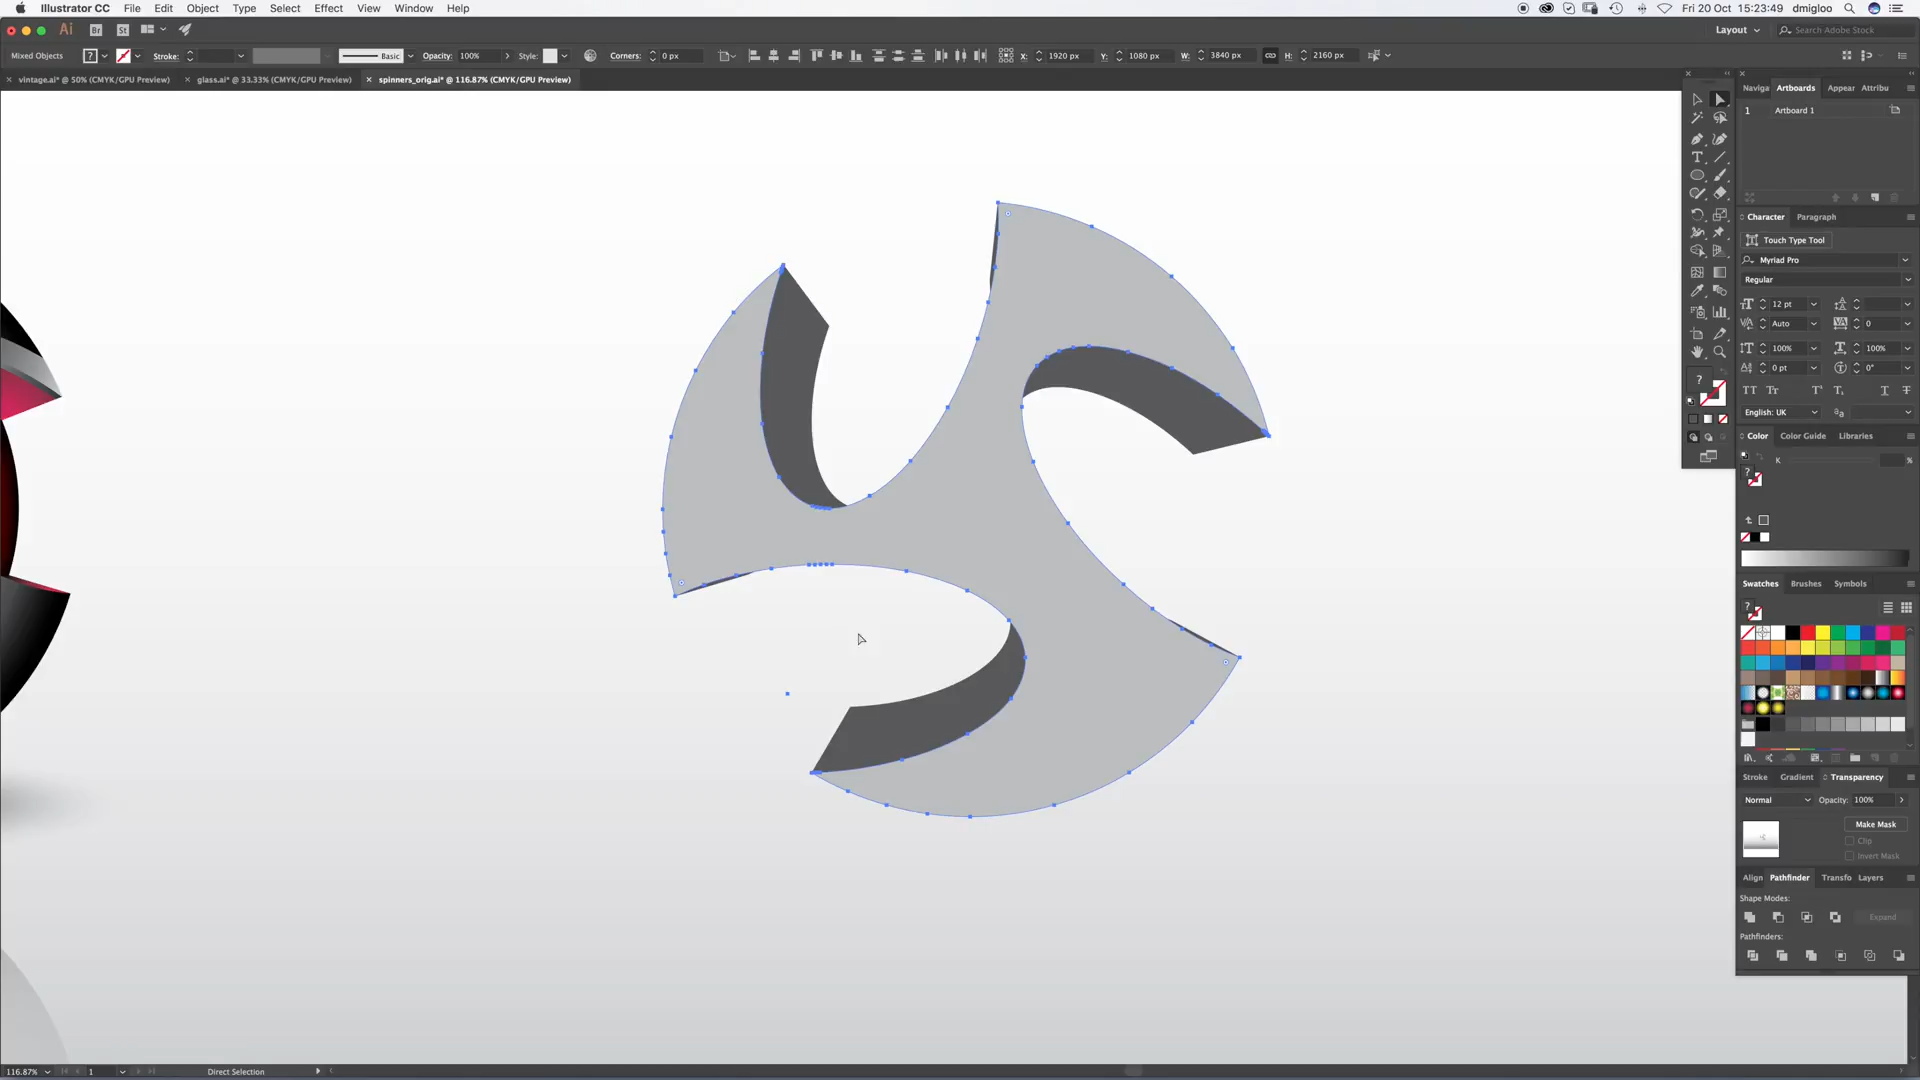 Illustrator CC File Edit Object Type Select Effect View Window Help Fri 20 Oct 15:23:49 dmigloo
Ai Br St Layout Search Adobe Stock
Mixed Objects ? Stroke: Basic Opacity: 100% Style: Corners: 0 px X: 1920 px Y: 1080 px W: 3840 px H: 2160 px
× vintage.ai* @ 50% (CMYK/GPU Preview) × glass.ai* @ 33.33% (CMYK/GPU Preview) × spinners_orig.ai* @ 116.87% (CMYK/GPU Preview)
Naviga Artboards Appear Attribu
1 Artboard 1
Character Paragraph
Touch Type Tool
Myriad Pro
Regular
12 pt
Auto 0
100% 100%
0 pt 0°
English: UK
Color Color Guide Libraries
K %
Swatches Brushes Symbols
Stroke Gradient Transparency
Normal Opacity: 100%
Make Mask
Clip
Invert Mask
Align Pathfinder Transfo Layers
Shape Modes:
Expand
Pathfinders:
116.87% 1 Direct Selection